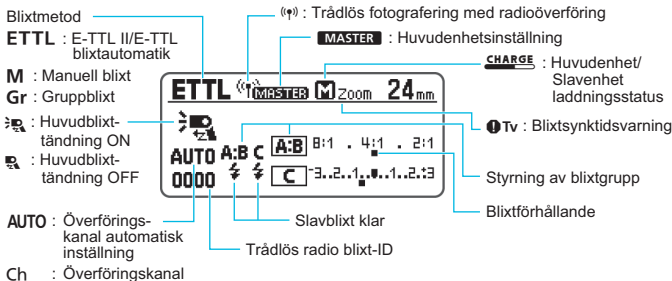 Blixtmetod
ETTL : E-TTL II/E-TTL
blixtautomatik
M : Manuell blixt
Gr : Gruppblixt
: Huvudblixt-
tändning ON
: Huvudblixt-
tändning OFF
AUTO : Överförings-
kanal automatisk
inställning
Ch : Överföringskanal
((ꟼ)) : Trådlös fotografering med radioöverföring
MASTER : Huvudenhetsinställning
CHARGE : Huvudenhet/
Slavenhet
laddningsstatus
Tv : Blixtsynktidsvarning
Styrning av blixtgrupp
Blixtförhållande
Slavblixt klar
Trådlös radio blixt-ID
ETTL MASTER M Zoom 24mm
AUTO A:B C A:B 8:1 . 4:1 . 2:1
0000 C -3..2..1..0..1..2.:3